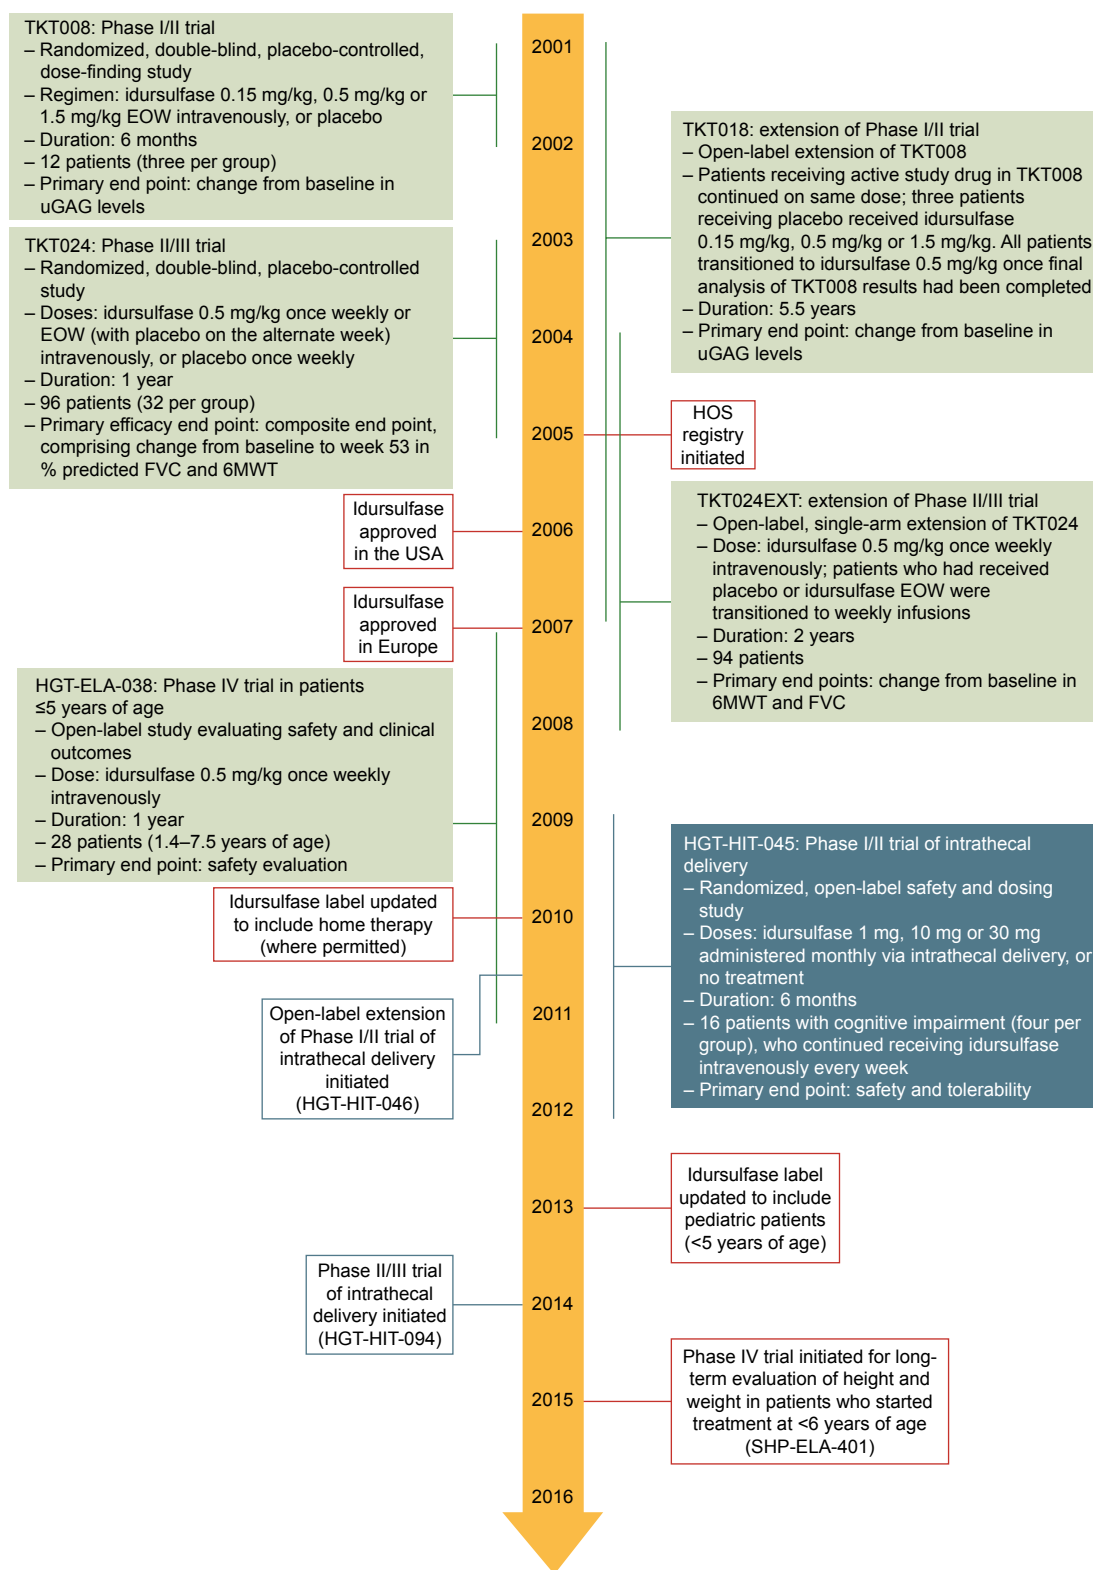 TKT008: Phase I/II trial
– Randomized, double-blind, placebo-controlled,
dose-finding study
– Regimen: idursulfase 0.15 mg/kg, 0.5 mg/kg or
1.5 mg/kg EOW intravenously, or placebo
– Duration: 6 months
– 12 patients (three per group)
– Primary end point: change from baseline in
uGAG levels
2001
2002
TKT018: extension of Phase I/II trial
– Open-label extension of TKT008
– Patients receiving active study drug in TKT008
continued on same dose; three patients
receiving placebo received idursulfase
0.15 mg/kg, 0.5 mg/kg or 1.5 mg/kg. All patients
transitioned to idursulfase 0.5 mg/kg once final
analysis of TKT008 results had been completed
– Duration: 5.5 years
– Primary end point: change from baseline in
uGAG levels
TKT024: Phase II/III trial
– Randomized, double-blind, placebo-controlled
study
– Doses: idursulfase 0.5 mg/kg once weekly or
EOW (with placebo on the alternate week)
intravenously, or placebo once weekly
– Duration: 1 year
– 96 patients (32 per group)
– Primary efficacy end point: composite end point,
comprising change from baseline to week 53 in
% predicted FVC and 6MWT
2003
2004
2005
HOS
registry
initiated
Idursulfase
approved
in the USA
2006
TKT024EXT: extension of Phase II/III trial
– Open-label, single-arm extension of TKT024
– Dose: idursulfase 0.5 mg/kg once weekly
intravenously; patients who had received
placebo or idursulfase EOW were
transitioned to weekly infusions
– Duration: 2 years
– 94 patients
– Primary end points: change from baseline in
6MWT and FVC
Idursulfase
approved
in Europe
2007
HGT-ELA-038: Phase IV trial in patients
≤5 years of age
– Open-label study evaluating safety and clinical
outcomes
– Dose: idursulfase 0.5 mg/kg once weekly
intravenously
– Duration: 1 year
– 28 patients (1.4–7.5 years of age)
– Primary end point: safety evaluation
2008
2009
HGT-HIT-045: Phase I/II trial of intrathecal
delivery
– Randomized, open-label safety and dosing
study
– Doses: idursulfase 1 mg, 10 mg or 30 mg
administered monthly via intrathecal delivery, or
no treatment
– Duration: 6 months
– 16 patients with cognitive impairment (four per
group), who continued receiving idursulfase
intravenously every week
– Primary end point: safety and tolerability
Idursulfase label updated
to include home therapy
(where permitted)
2010
Open-label extension
of Phase I/II trial of
intrathecal delivery
initiated
(HGT-HIT-046)
2011
2012
Idursulfase label
updated to include
pediatric patients
(<5 years of age)
2013
Phase II/III trial
of intrathecal
delivery initiated
(HGT-HIT-094)
2014
Phase IV trial initiated for long-
term evaluation of height and
weight in patients who started
treatment at <6 years of age
(SHP-ELA-401)
2015
2016